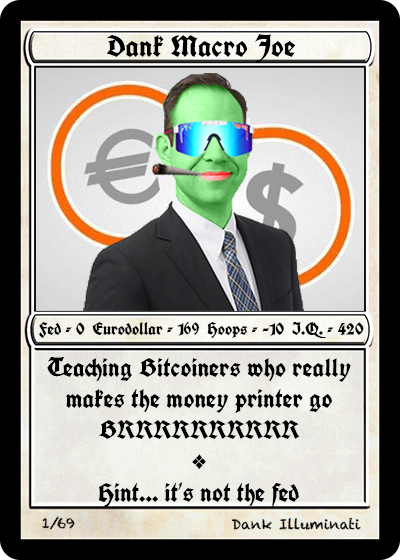 Dank Macro Joe
€
$
Fed = 0 Eurodollar = 169 Hoops = -10 I.Q. = 420
Teaching Bitcoiners who really
makes the money printer go
BRRRRRRRRRRR
Hint... it's not the fed
1/69 Dank Illuminati